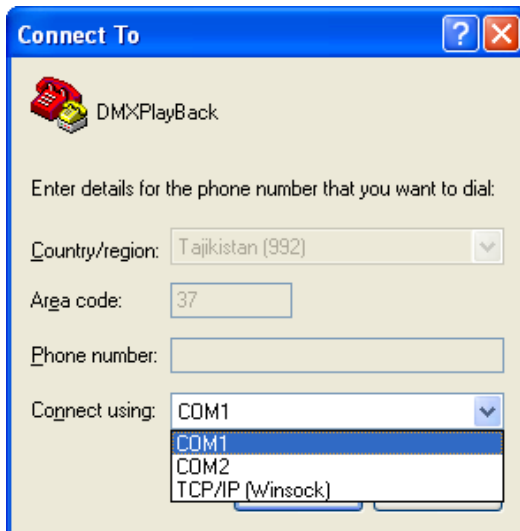 Connect To
DMXPlayBack
Enter details for the phone number that you want to dial:
Country/region: Tajikistan (992)
Area code: 37
Phone number:
Connect using: COM1
COM1
COM2
TCP/IP (Winsock)